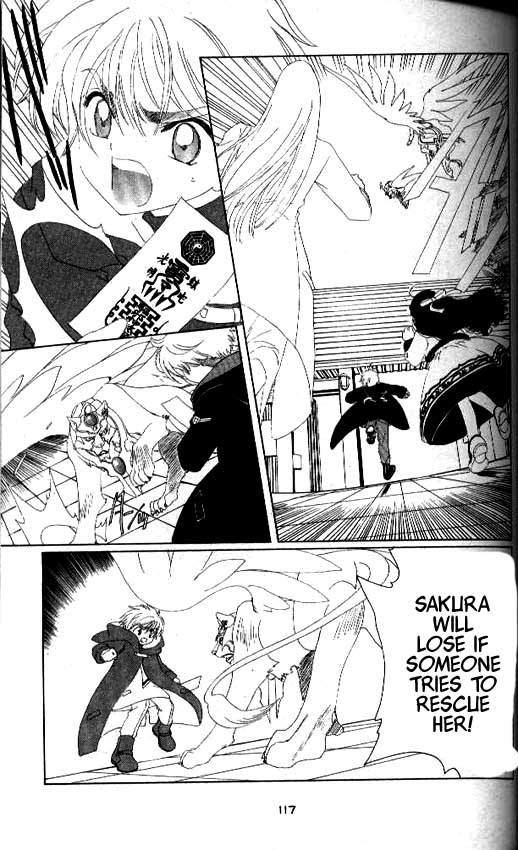 SAKURA
WILL
LOSE IF
SOMEONE
TRIES TO
RESCUE
HER!
117